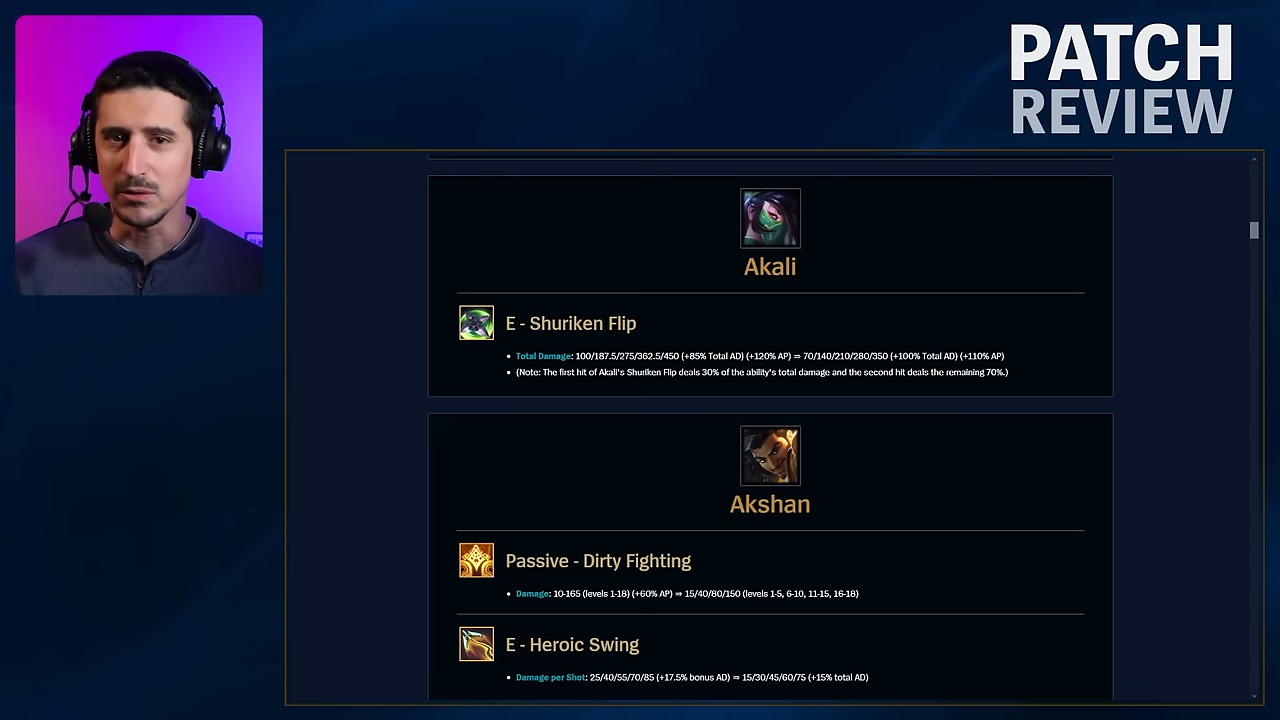 PATCH
REVIEW
Akali
E - Shuriken Flip
• Total Damage: 100/187.5/275/362.5/450 (+85% Total AD) (+120% AP) ⇒ 70/140/210/280/350 (+100% Total AD) (+110% AP)
• (Note: The first hit of Akali's Shuriken Flip deals 30% of the ability's total damage and the second hit deals the remaining 70%.)
Akshan
Passive - Dirty Fighting
• Damage: 10-165 (levels 1-18) (+60% AP) ⇒ 15/40/80/150 (levels 1-5, 6-10, 11-15, 16-18)
E - Heroic Swing
• Damage per Shot: 25/40/55/70/85 (+17.5% bonus AD) ⇒ 15/30/45/60/75 (+15% total AD)